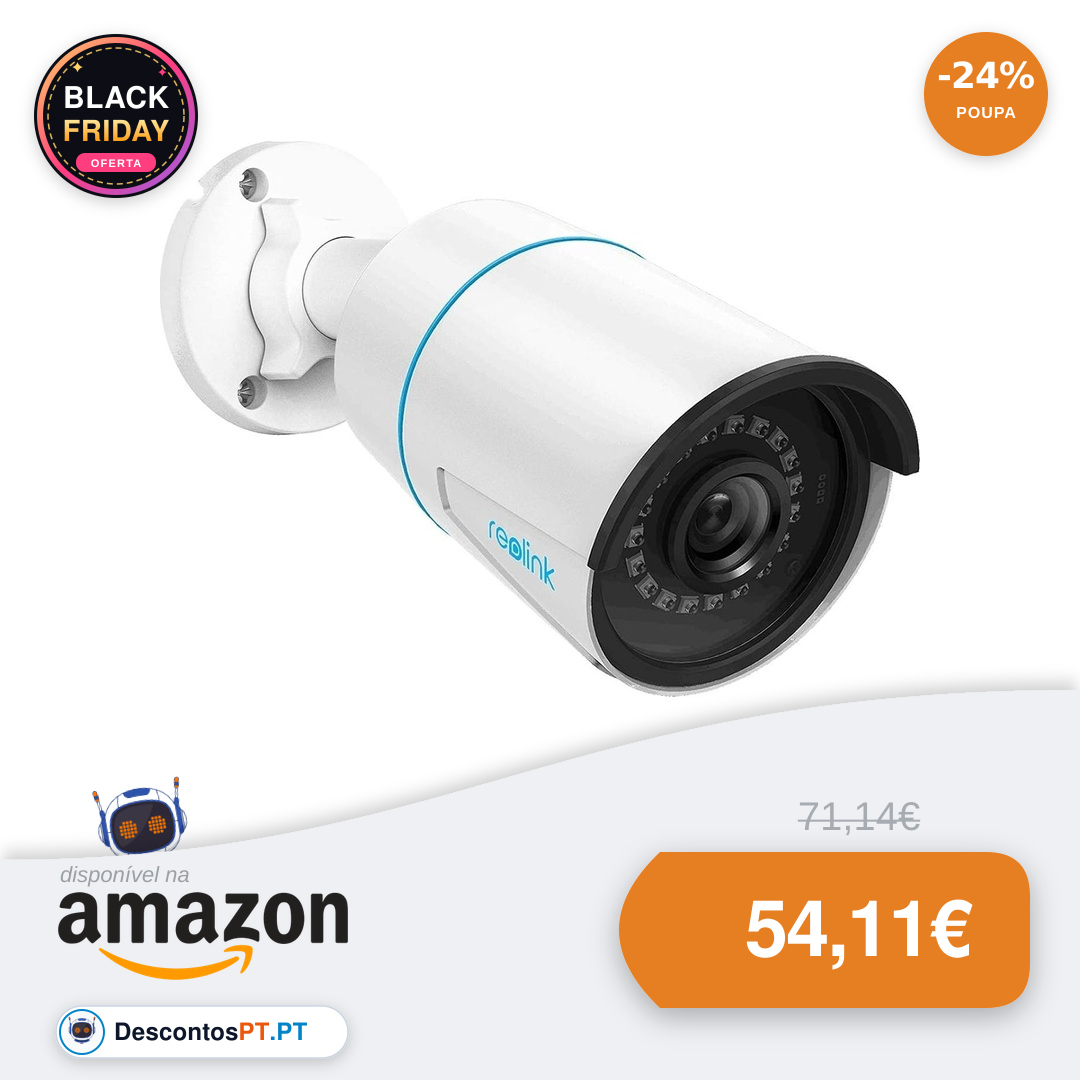 BLACK
FRIDAY
OFERTA
-24%
POUPA
reolink
71,14€
54,11€
disponível na
amazon
DescontosPT.PT